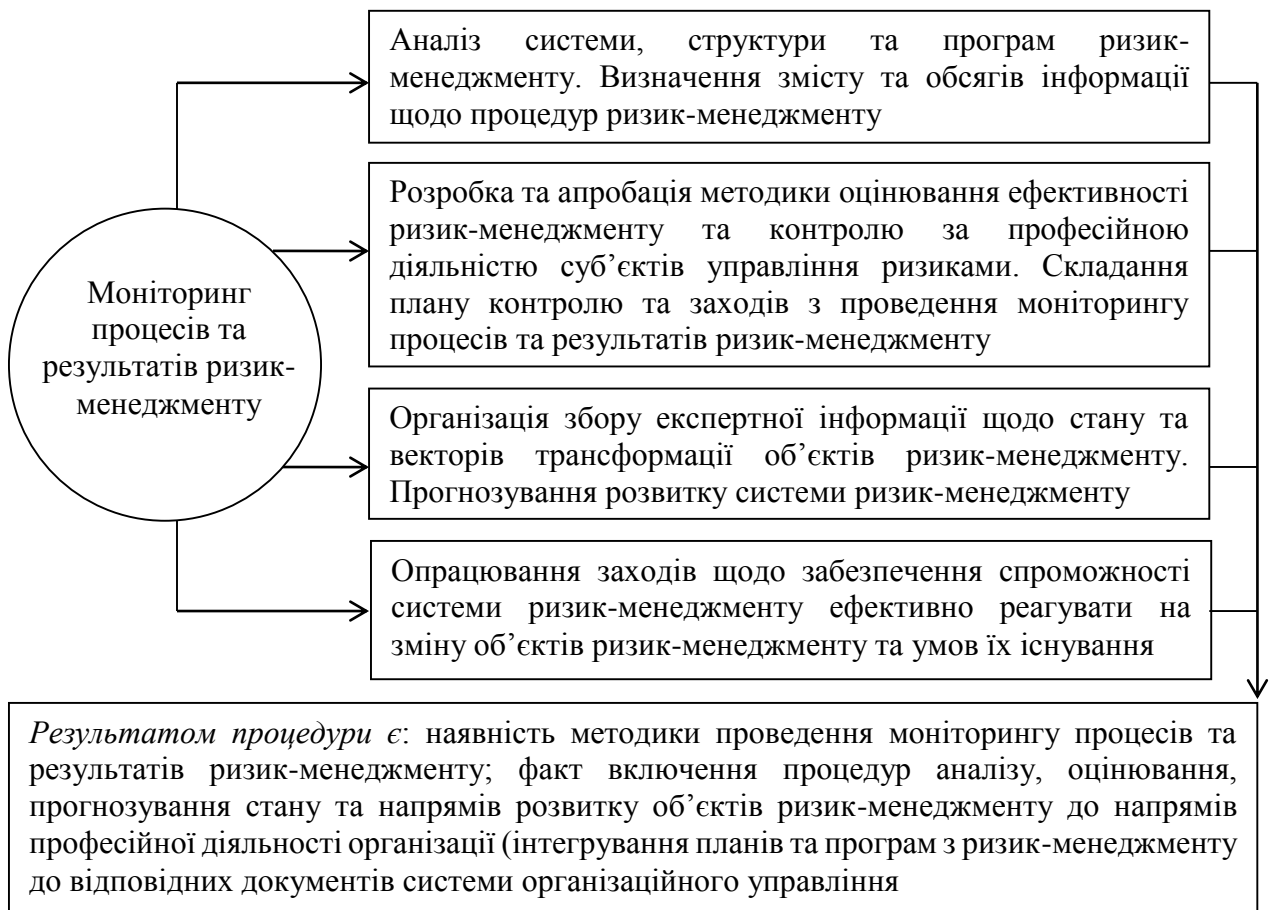 Аналіз системи, структури та програм ризик-
менеджменту. Визначення змісту та обсягів інформації
щодо процедур ризик-менеджменту
Розробка та апробація методики оцінювання ефективності
ризик-менеджменту та контролю за професійною
діяльністю суб’єктів управління ризиками. Складання
плану контролю та заходів з проведення моніторингу
процесів та результатів ризик-менеджменту
Моніторинг
процесів та
результатів ризик-
менеджменту
Організація збору експертної інформації щодо стану та
векторів трансформації об’єктів ризик-менеджменту.
Прогнозування розвитку системи ризик-менеджменту
Опрацювання заходів щодо забезпечення спроможності
системи ризик-менеджменту ефективно реагувати на
зміну об’єктів ризик-менеджменту та умов їх існування
Результатом процедури є: наявність методики проведення моніторингу процесів та
результатів ризик-менеджменту; факт включення процедур аналізу, оцінювання,
прогнозування стану та напрямів розвитку об’єктів ризик-менеджменту до напрямів
професійної діяльності організації (інтегрування планів та програм з ризик-менеджменту
до відповідних документів системи організаційного управління